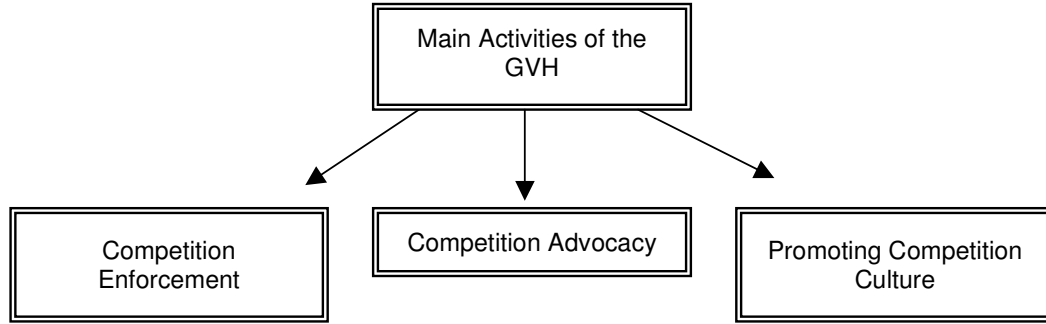 Main Activities of the
GVH
Competition
Enforcement
Competition Advocacy
Promoting Competition
Culture